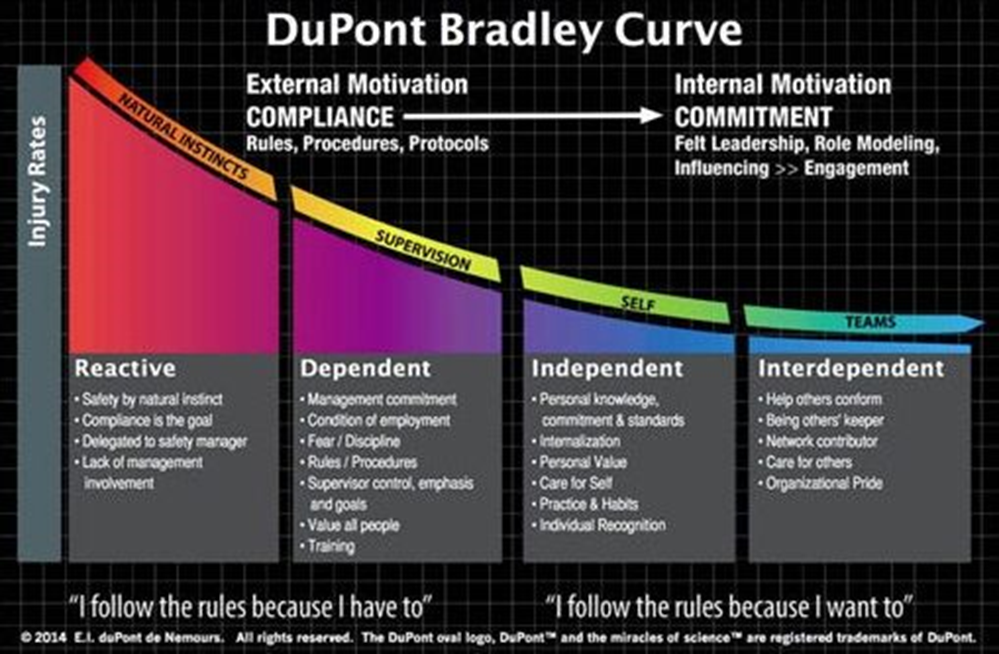 DuPont Bradley Curve
External Motivation
COMPLIANCE
Rules, Procedures, Protocols
Internal Motivation
COMMITMENT
Felt Leadership, Role Modeling,
Influencing >> Engagement
Injury Rates
NATURAL INSTINCTS
SUPERVISION
SELF
TEAMS
Reactive
• Safety by natural instinct
• Compliance is the goal
• Delegated to safety manager
• Lack of management
involvement
Dependent
• Management commitment
• Condition of employment
• Fear / Discipline
• Rules / Procedures
• Supervisor control, emphasis
and goals
• Value all people
• Training
Independent
• Personal knowledge,
commitment & standards
• Internalization
• Personal Value
• Care for Self
• Practice & Habits
• Individual Recognition
Interdependent
• Help others conform
• Being others' keeper
• Network contributor
• Care for others
• Organizational Pride
“I follow the rules because I have to”
“I follow the rules because I want to”
© 2014 E.I. duPont de Nemours. All rights reserved. The DuPont oval logo, DuPont™ and the miracles of science™ are registered trademarks of DuPont.